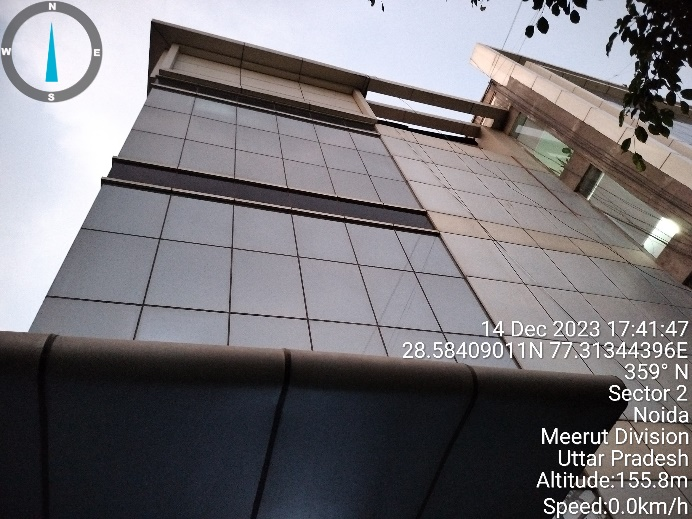 N
W E
S
14 Dec 2023 17:41:47
28.58409011N 77.31344396E
359° N
Sector 2
Noida
Meerut Division
Uttar Pradesh
Altitude:155.8m
Speed:0.0km/h